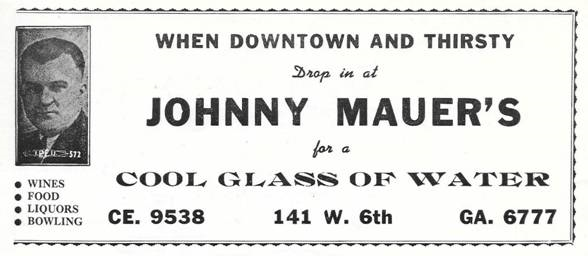 WHEN DOWNTOWN AND THIRSTY
Drop in at
JOHNNY MAUER'S
for a
COOL GLASS OF WATER
• WINES
• FOOD
• LIQUORS
• BOWLING
CE. 9538 141 W. 6th GA. 6777